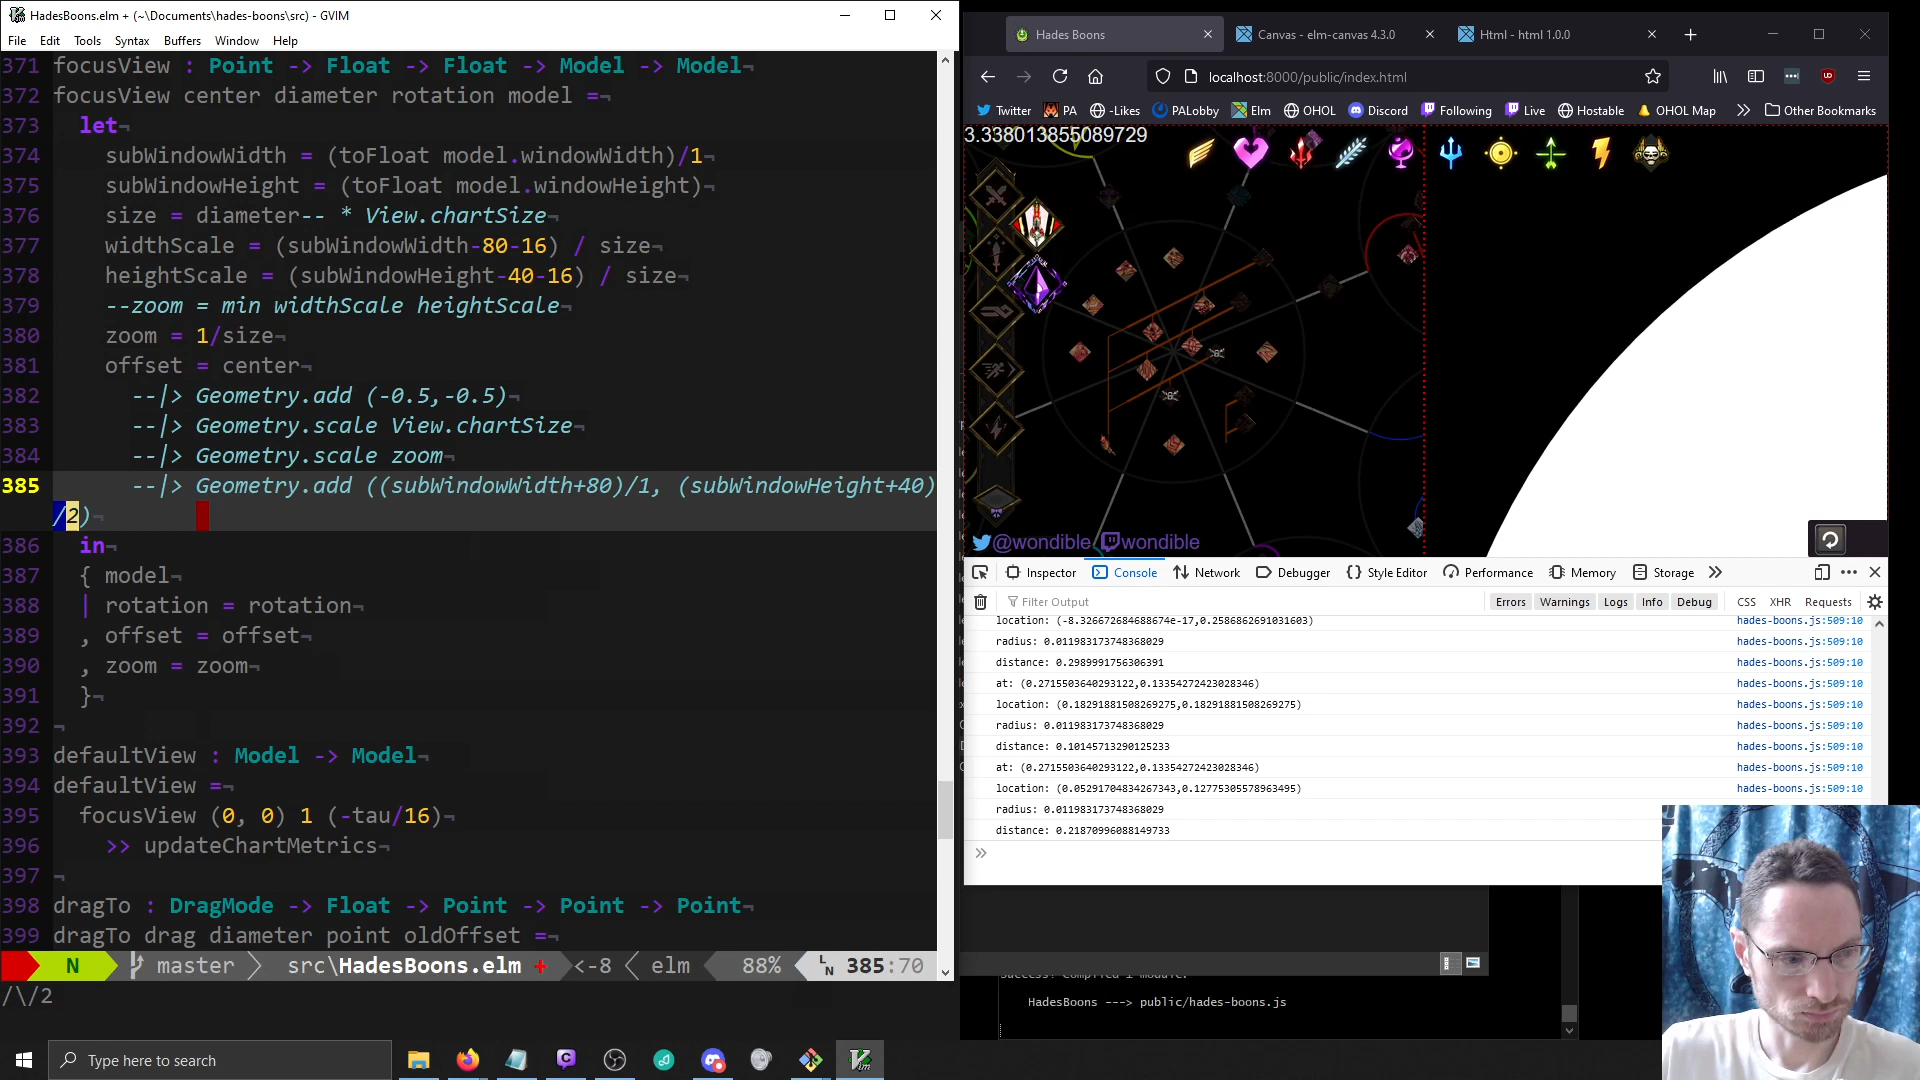 HadesBoons.elm + (~\Documents\hades-boons\src) - GVIM
File Edit Tools Syntax Buffers Window Help
371 focusView : Point -> Float -> Float -> Model -> Model¬
372 focusView center diameter rotation model =¬
373 let¬
374 subWindowWidth = (toFloat model.windowWidth)/1¬
375 subWindowHeight = (toFloat model.windowHeight)¬
376 size = diameter-- * View.chartSize¬
377 widthScale = (subWindowWidth-80-16) / size¬
378 heightScale = (subWindowHeight-40-16) / size¬
379 --zoom = min widthScale heightScale¬
380 zoom = 1/size¬
381 offset = center¬
382 --|> Geometry.add (-0.5,-0.5)¬
383 --|> Geometry.scale View.chartSize¬
384 --|> Geometry.scale zoom¬
385 --|> Geometry.add ((subWindowWidth+80)/1, (subWindowHeight+40)
/2)¬
386 in¬
387 { model¬
388 | rotation = rotation¬
389 , offset = offset¬
390 , zoom = zoom¬
391 }¬
392 ¬
393 defaultView : Model -> Model¬
394 defaultView =¬
395 focusView (0, 0) 1 (-tau/16)¬
396 >> updateChartMetrics¬
397 ¬
398 dragTo : DragMode -> Float -> Point -> Point -> Point¬
399 dragTo drag diameter point oldOffset =¬
N master src\HadesBoons.elm + <-8 elm 88% LN 385:70
/\/2
Hades Boons
Canvas - elm-canvas 4.3.0
Html - html 1.0.0
localhost:8000/public/index.html
Twitter PA -Likes PALobby Elm OHOL Discord Following Live Hostable OHOL Map Other Bookmarks
3.338013855089729
@wondible wondible
Inspector Console Network Debugger Style Editor Performance Memory Storage
Filter Output
Errors Warnings Logs Info Debug CSS XHR Requests
location: (-8.326672684688674e-17,0.2586862691031603) hades-boons.js:509:10
radius: 0.011983173748368029 hades-boons.js:509:10
distance: 0.2989991756306391 hades-boons.js:509:10
at: (0.2715503640293122,0.13354272423028346) hades-boons.js:509:10
location: (0.18291881508269275,0.18291881508269275) hades-boons.js:509:10
radius: 0.011983173748368029 hades-boons.js:509:10
distance: 0.10145713290125233 hades-boons.js:509:10
at: (0.2715503640293122,0.13354272423028346) hades-boons.js:509:10
location: (0.05291704834267343,0.12775305578963495) hades-boons.js:509:10
radius: 0.011983173748368029 hades-boons.js:509:10
distance: 0.21870996088149733 hades-boons.js:509:10
Success! Compiled 1 module.
HadesBoons ---> public/hades-boons.js
Type here to search